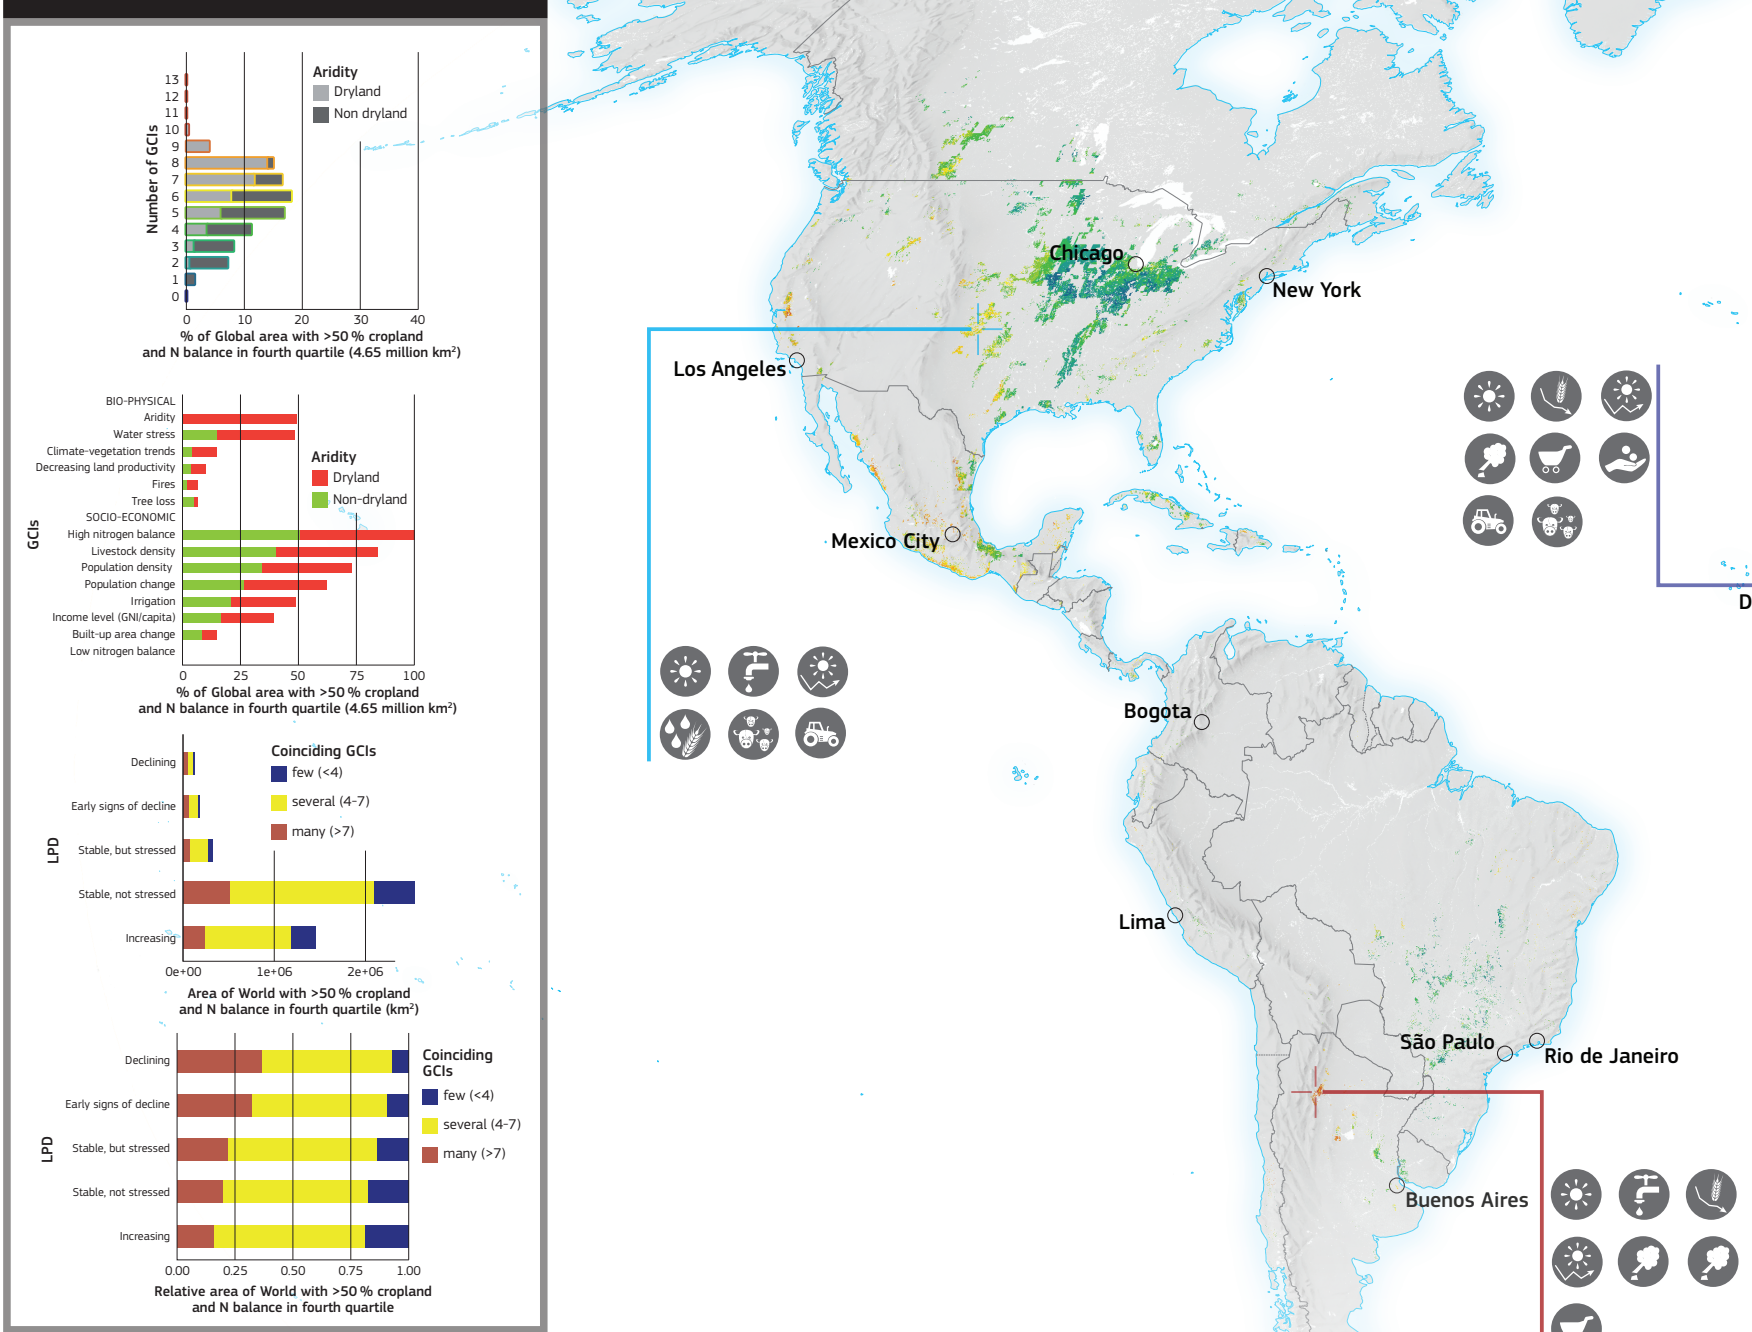 Aridity
Dryland
Non dryland
Number of GCIs
13
12
11
10
9
8
7
6
5
4
3
2
1
0
0 10 20 30 40
% of Global area with >50 % cropland
and N balance in fourth quartile (4.65 million km²)
GCIs
BIO-PHYSICAL
Aridity
Water stress
Climate-vegetation trends
Decreasing land productivity
Fires
Tree loss
SOCIO-ECONOMIC
High nitrogen balance
Livestock density
Population density
Population change
Irrigation
Income level (GNI/capita)
Built-up area change
Low nitrogen balance
Aridity
Dryland
Non-dryland
0 25 50 75 100
% of Global area with >50 % cropland
and N balance in fourth quartile (4.65 million km²)
LPD
Declining
Early signs of decline
Stable, but stressed
Stable, not stressed
Increasing
Coinciding GCIs
few (<4)
several (4-7)
many (>7)
0e+00 1e+06 2e+06
Area of World with >50 % cropland
and N balance in fourth quartile (km²)
LPD
Declining
Early signs of decline
Stable, but stressed
Stable, not stressed
Increasing
Coinciding
GCIs
few (<4)
several (4-7)
many (>7)
0.00 0.25 0.50 0.75 1.00
Relative area of World with >50 % cropland
and N balance in fourth quartile
Chicago
New York
Los Angeles
Mexico City
D
Bogota
Lima
São Paulo
Rio de Janeiro
Buenos Aires